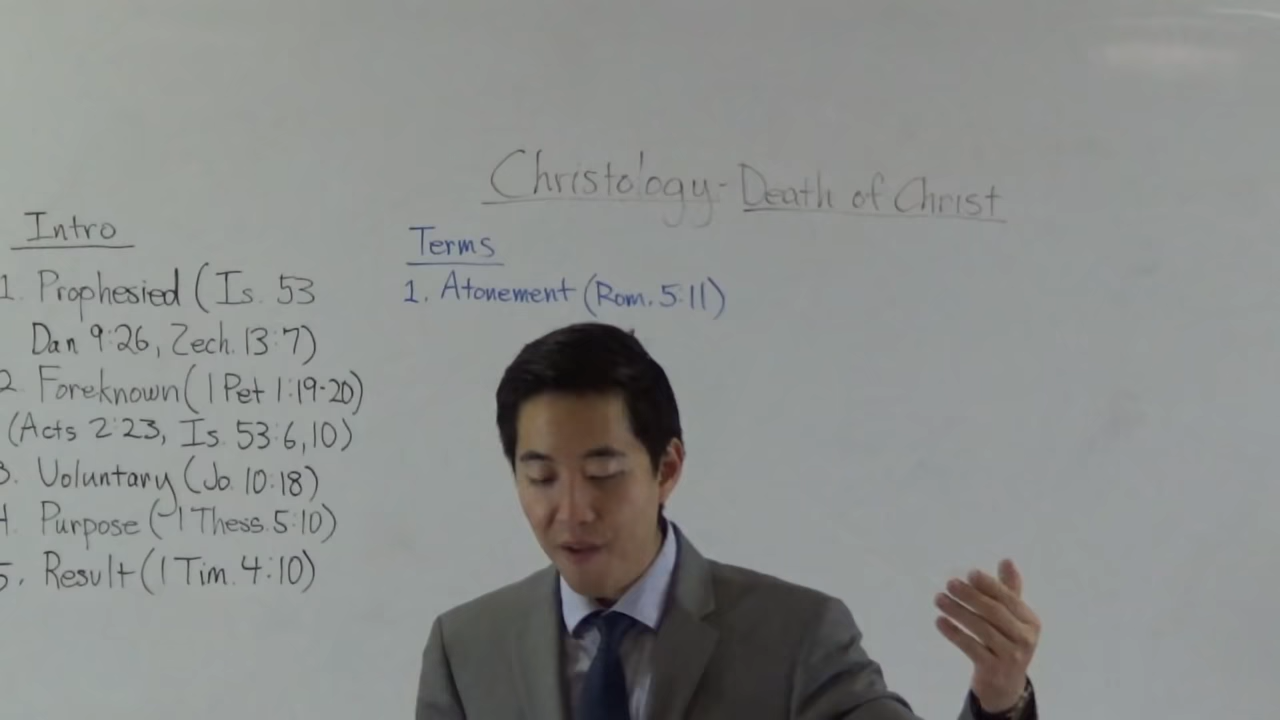 Christology - Death of Christ
Intro
1. Prophesied (Is. 53
Dan 9:26, Zech. 13:7)
2. Foreknown (1 Pet 1:19-20)
(Acts 2:23, Is. 53:6,10)
3. Voluntary (Jo. 10:18)
4. Purpose (1 Thess. 5:10)
5. Result (1 Tim. 4:10)
Terms
1. Atonement (Rom. 5:11)